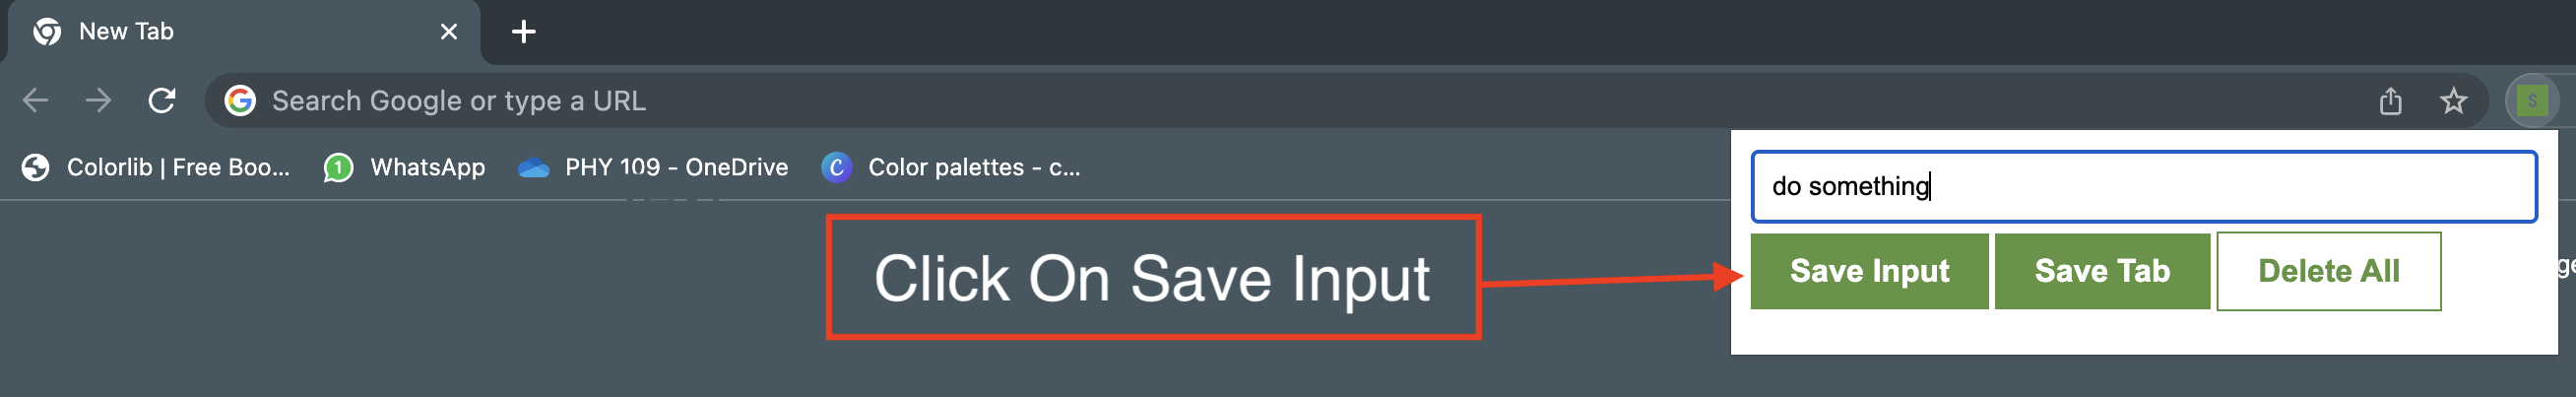 New Tab
Search Google or type a URL
$
Colorlib | Free Boo...
1
WhatsApp
PHY 109 - OneDrive
Color palettes - c...
do something
Click On Save Input
Save Input
Save Tab
Delete All